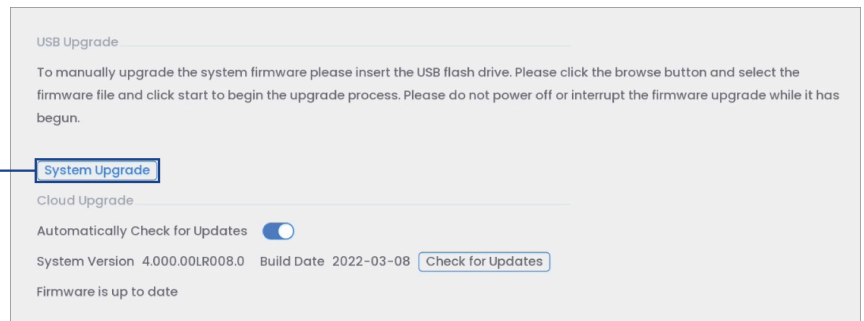 USB Upgrade
To manually upgrade the system firmware please insert the USB flash drive. Please click the browse button and select the
firmware file and click start to begin the upgrade process. Please do not power off or interrupt the firmware upgrade while it has
begun.
System Upgrade
Cloud Upgrade
Automatically Check for Updates
System Version 4.000.00LR008.0 Build Date 2022-03-08 Check for Updates
Firmware is up to date